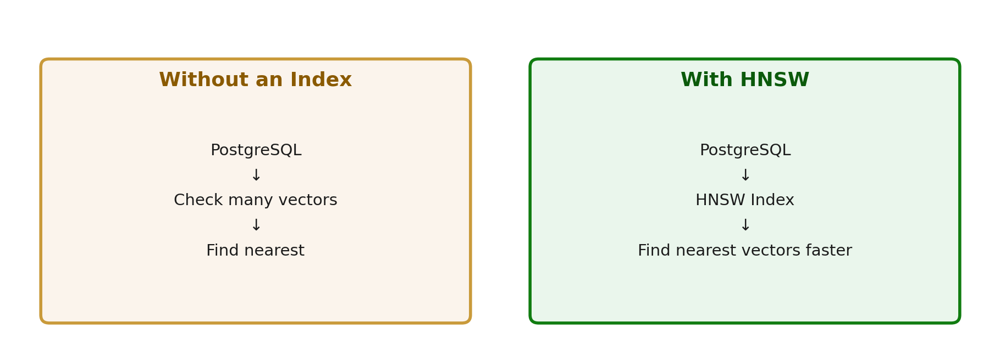 Without an Index
PostgreSQL
↓
Check many vectors
↓
Find nearest
With HNSW
PostgreSQL
↓
HNSW Index
↓
Find nearest vectors faster